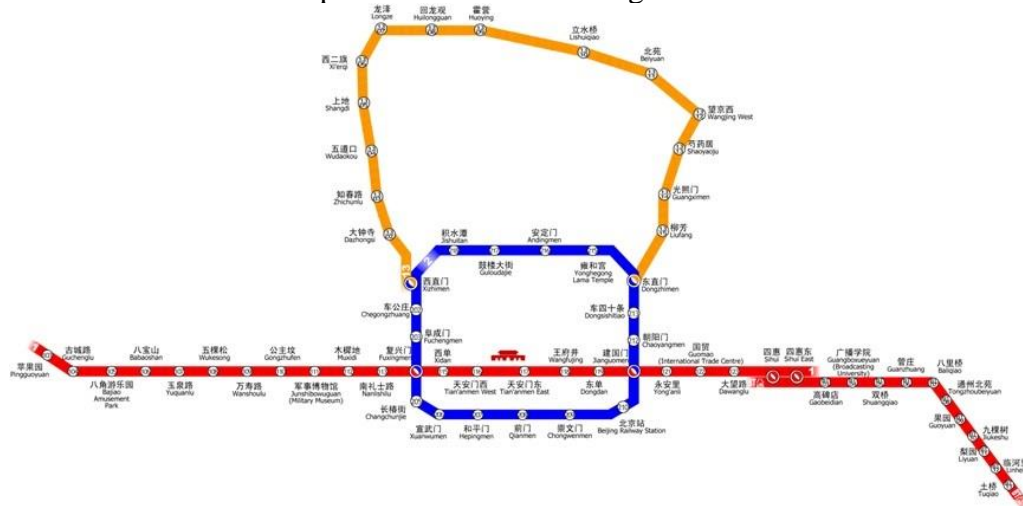 龙泽
Longze
回龙观
Huilongguan
霍营
Huoying
立水桥
Lishuiqiao
北苑
Beiyuan
西二旗
Xi'erqi
上地
Shangdi
望京西
Wangjing West
五道口
Wudaokou
芍药居
Shaoyaoju
知春路
Zhichunlu
光熙门
Guangximen
大钟寺
Dazhongsi
柳芳
Liufang
积水潭
Jishuitan
安定门
Andingmen
2
13
鼓楼大街
Guloudajie
雍和宫
Yonghegong
Lama Temple
西直门
Xizhimen
东直门
Dongzhimen
车公庄
Chegongzhuang
车四十条
Dongsishitiao
阜成门
Fuchengmen
朝阳门
Chaoyangmen
苹果园
Pingguoyuan
古城路
Guchenglu
八宝山
Babaoshan
五棵松
Wukesong
公主坟
Gongzhufen
木樨地
Muxidi
复兴门
Fuxingmen
西单
Xidan
王府井
Wangfujing
建国门
Jianguomen
国贸
Guomao
(International Trade Centre)
四惠
Sihui
四惠东
Sihui East
广播学院
Guangboxueyuan
(Broadcasting
University)
管庄
Guanzhuang
八里桥
Baliqiao
八角游乐园
Bajiao
Amusement
Park
玉泉路
Yuquanlu
万寿路
Wanshoulu
军事博物馆
Junshibowuguan
(Military Museum)
南礼士路
Nanlishilu
天安门西
Tian'anmen West
天安门东
Tian'anmen East
东单
Dongdan
永安里
Yong'anli
大望路
Dawanglu
1
高碑店
Gaobeidian
双桥
Shuangqiao
通州北苑
Tongzhoubeiyuan
果园
Guoyuan
九棵树
Jiukeshu
梨园
Liyuan
土桥
Tuqiao
长椿街
Changchunjie
宣武门
Xuanwumen
和平门
Hepingmen
前门
Qianmen
崇文门
Chongwenmen
北京站
Beijing Railway Station